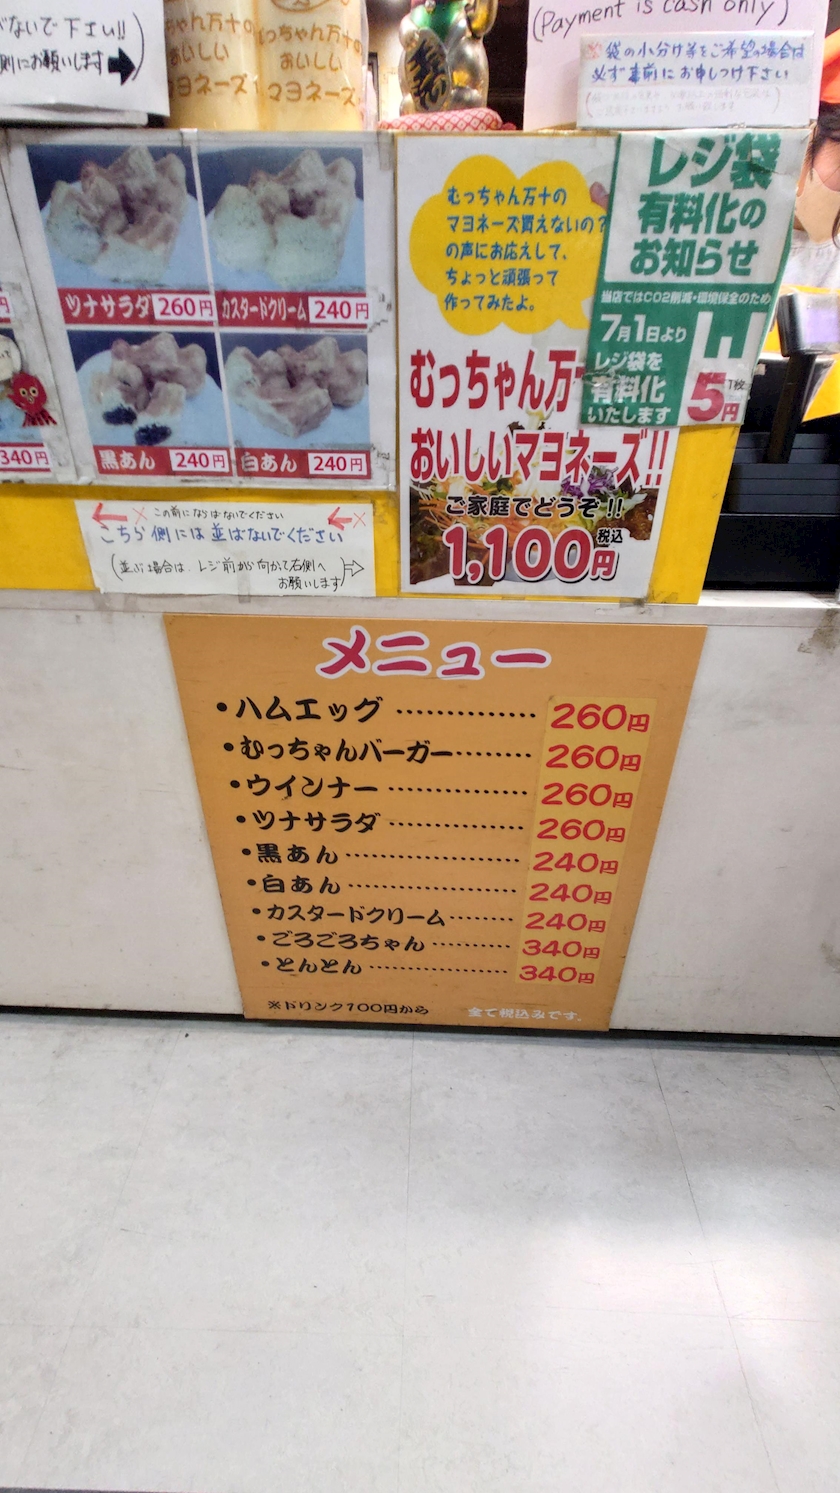 ないで下さい!!
側にお願いします
ちゃん万十の
おいしい
マヨネーズ
っちゃん万十の
おいしい
マヨネーズ
(Payment is cash only)
※袋の小分け等をご希望の場合は
必ず事前にお申しつけ下さい
ツナサラダ 260円
カスタードクリーム 240円
黒あん 240円
白あん 240円
340円
むっちゃん万十の
マヨネーズ買えないの?
の声にお応えして、
ちょっと頑張って
作ってみたよ。
むっちゃん万
おいしいマヨネーズ!!
ご家庭でどうぞ!!
1,100円 税込
レジ袋
有料化の
お知らせ
当店ではCO2削減・環境保全のため
7月1日より
レジ袋を
有料化
いたします
1枚
5円
この前にならばないでください
こちら側には並ばないでください
(並ぶ場合は、レジ前から向かって右側へ
お願いします)
メニュー
・ハムエッグ ‥‥‥‥‥‥ 260円
・むっちゃんバーガー‥‥‥‥ 260円
・ウインナー ‥‥‥‥‥‥ 260円
・ツナサラダ ‥‥‥‥‥‥ 260円
・黒あん ‥‥‥‥‥‥‥‥ 240円
・白あん ‥‥‥‥‥‥‥‥ 240円
・カスタードクリーム‥‥‥‥ 240円
・ごろごろちゃん ‥‥‥‥‥ 340円
・とんとん ‥‥‥‥‥‥‥ 340円
※ドリンク100円から 全て税込みです。